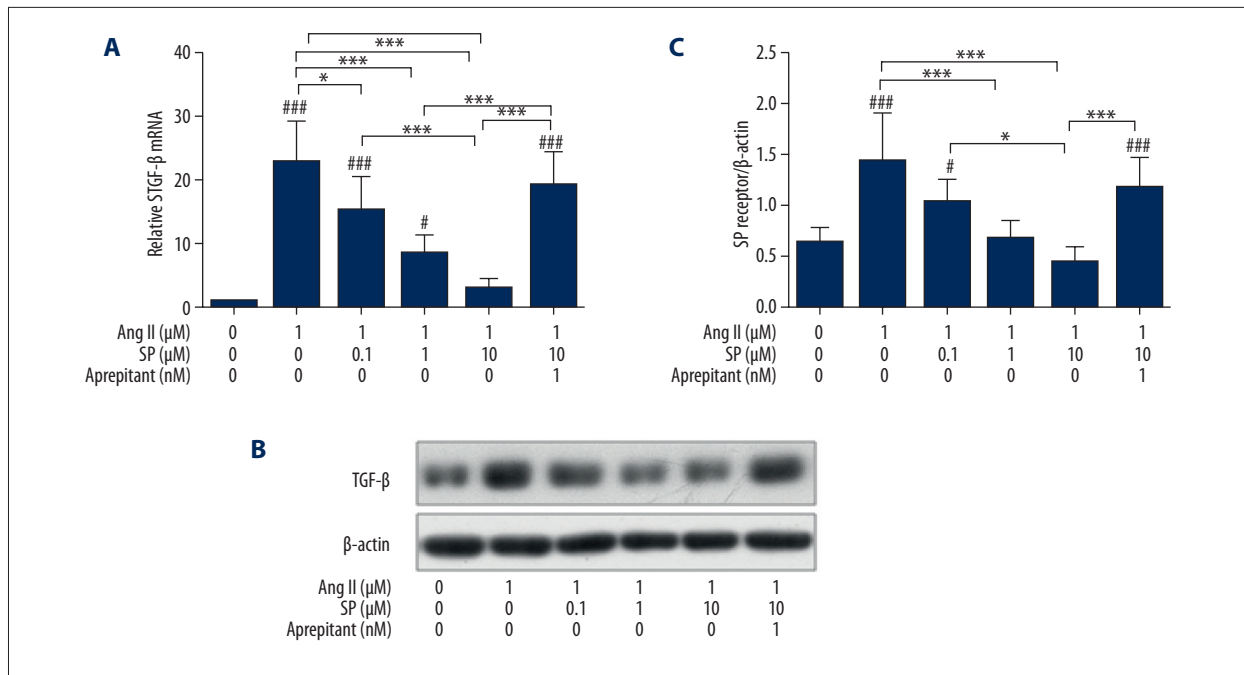 A
Relative STGF-β mRNA
40
30
20
10
0
***
***
***
*
***
***
***
###
###
#
###
Ang II (μM) 0 1 1 1 1 1
SP (μM) 0 0 0.1 1 10 10
Aprepitant (nM) 0 0 0 0 0 1
C
SP receptor/β-actin
2.5
2.0
1.5
1.0
0.5
0.0
***
***
***
*
###
#
###
Ang II (μM) 0 1 1 1 1 1
SP (μM) 0 0 0.1 1 10 10
Aprepitant (nM) 0 0 0 0 0 1
B
TGF-β
β-actin
Ang II (μM) 0 1 1 1 1 1
SP (μM) 0 0 0.1 1 10 10
Aprepitant (nM) 0 0 0 0 0 1